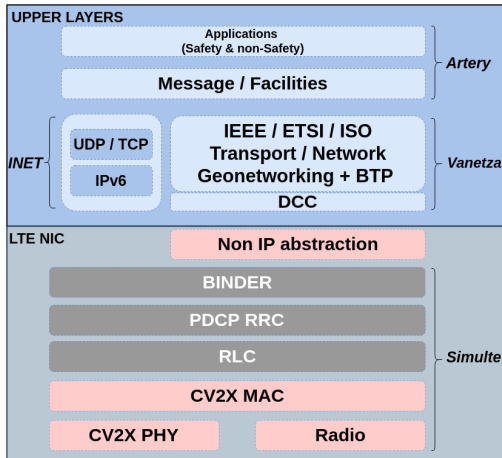 UPPER LAYERS
Applications
(Safety & non-Safety)
Artery
Message / Facilities
INET
UDP / TCP
IPv6
IEEE / ETSI / ISO
Transport / Network
Geonetworking + BTP
DCC
Vanetza
LTE NIC
Non IP abstraction
BINDER
PDCP RRC
RLC
Simulte
CV2X MAC
CV2X PHY
Radio